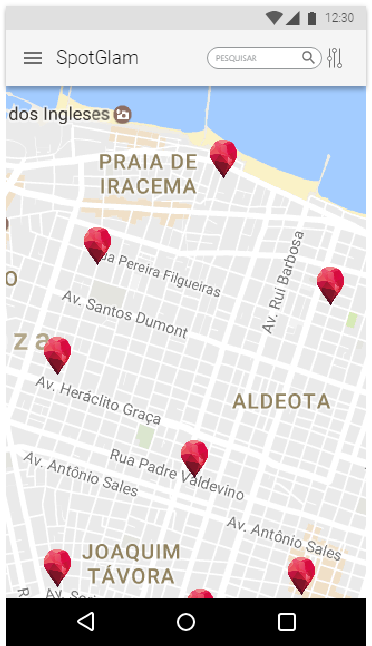 12:30
SpotGlam
PESQUISAR
dos Ingleses
PRAIA DE
IRACEMA
ua Pereira Filgueiras
Av. Rui Barbosa
Av. Santos Dumont
o
za
Av. Heráclito Graça
ALDEOTA
Rua Padre Valdevino
Av. Antônio Sales
Av. Antônio Sales
JOAQUIM
TÁVORA
R